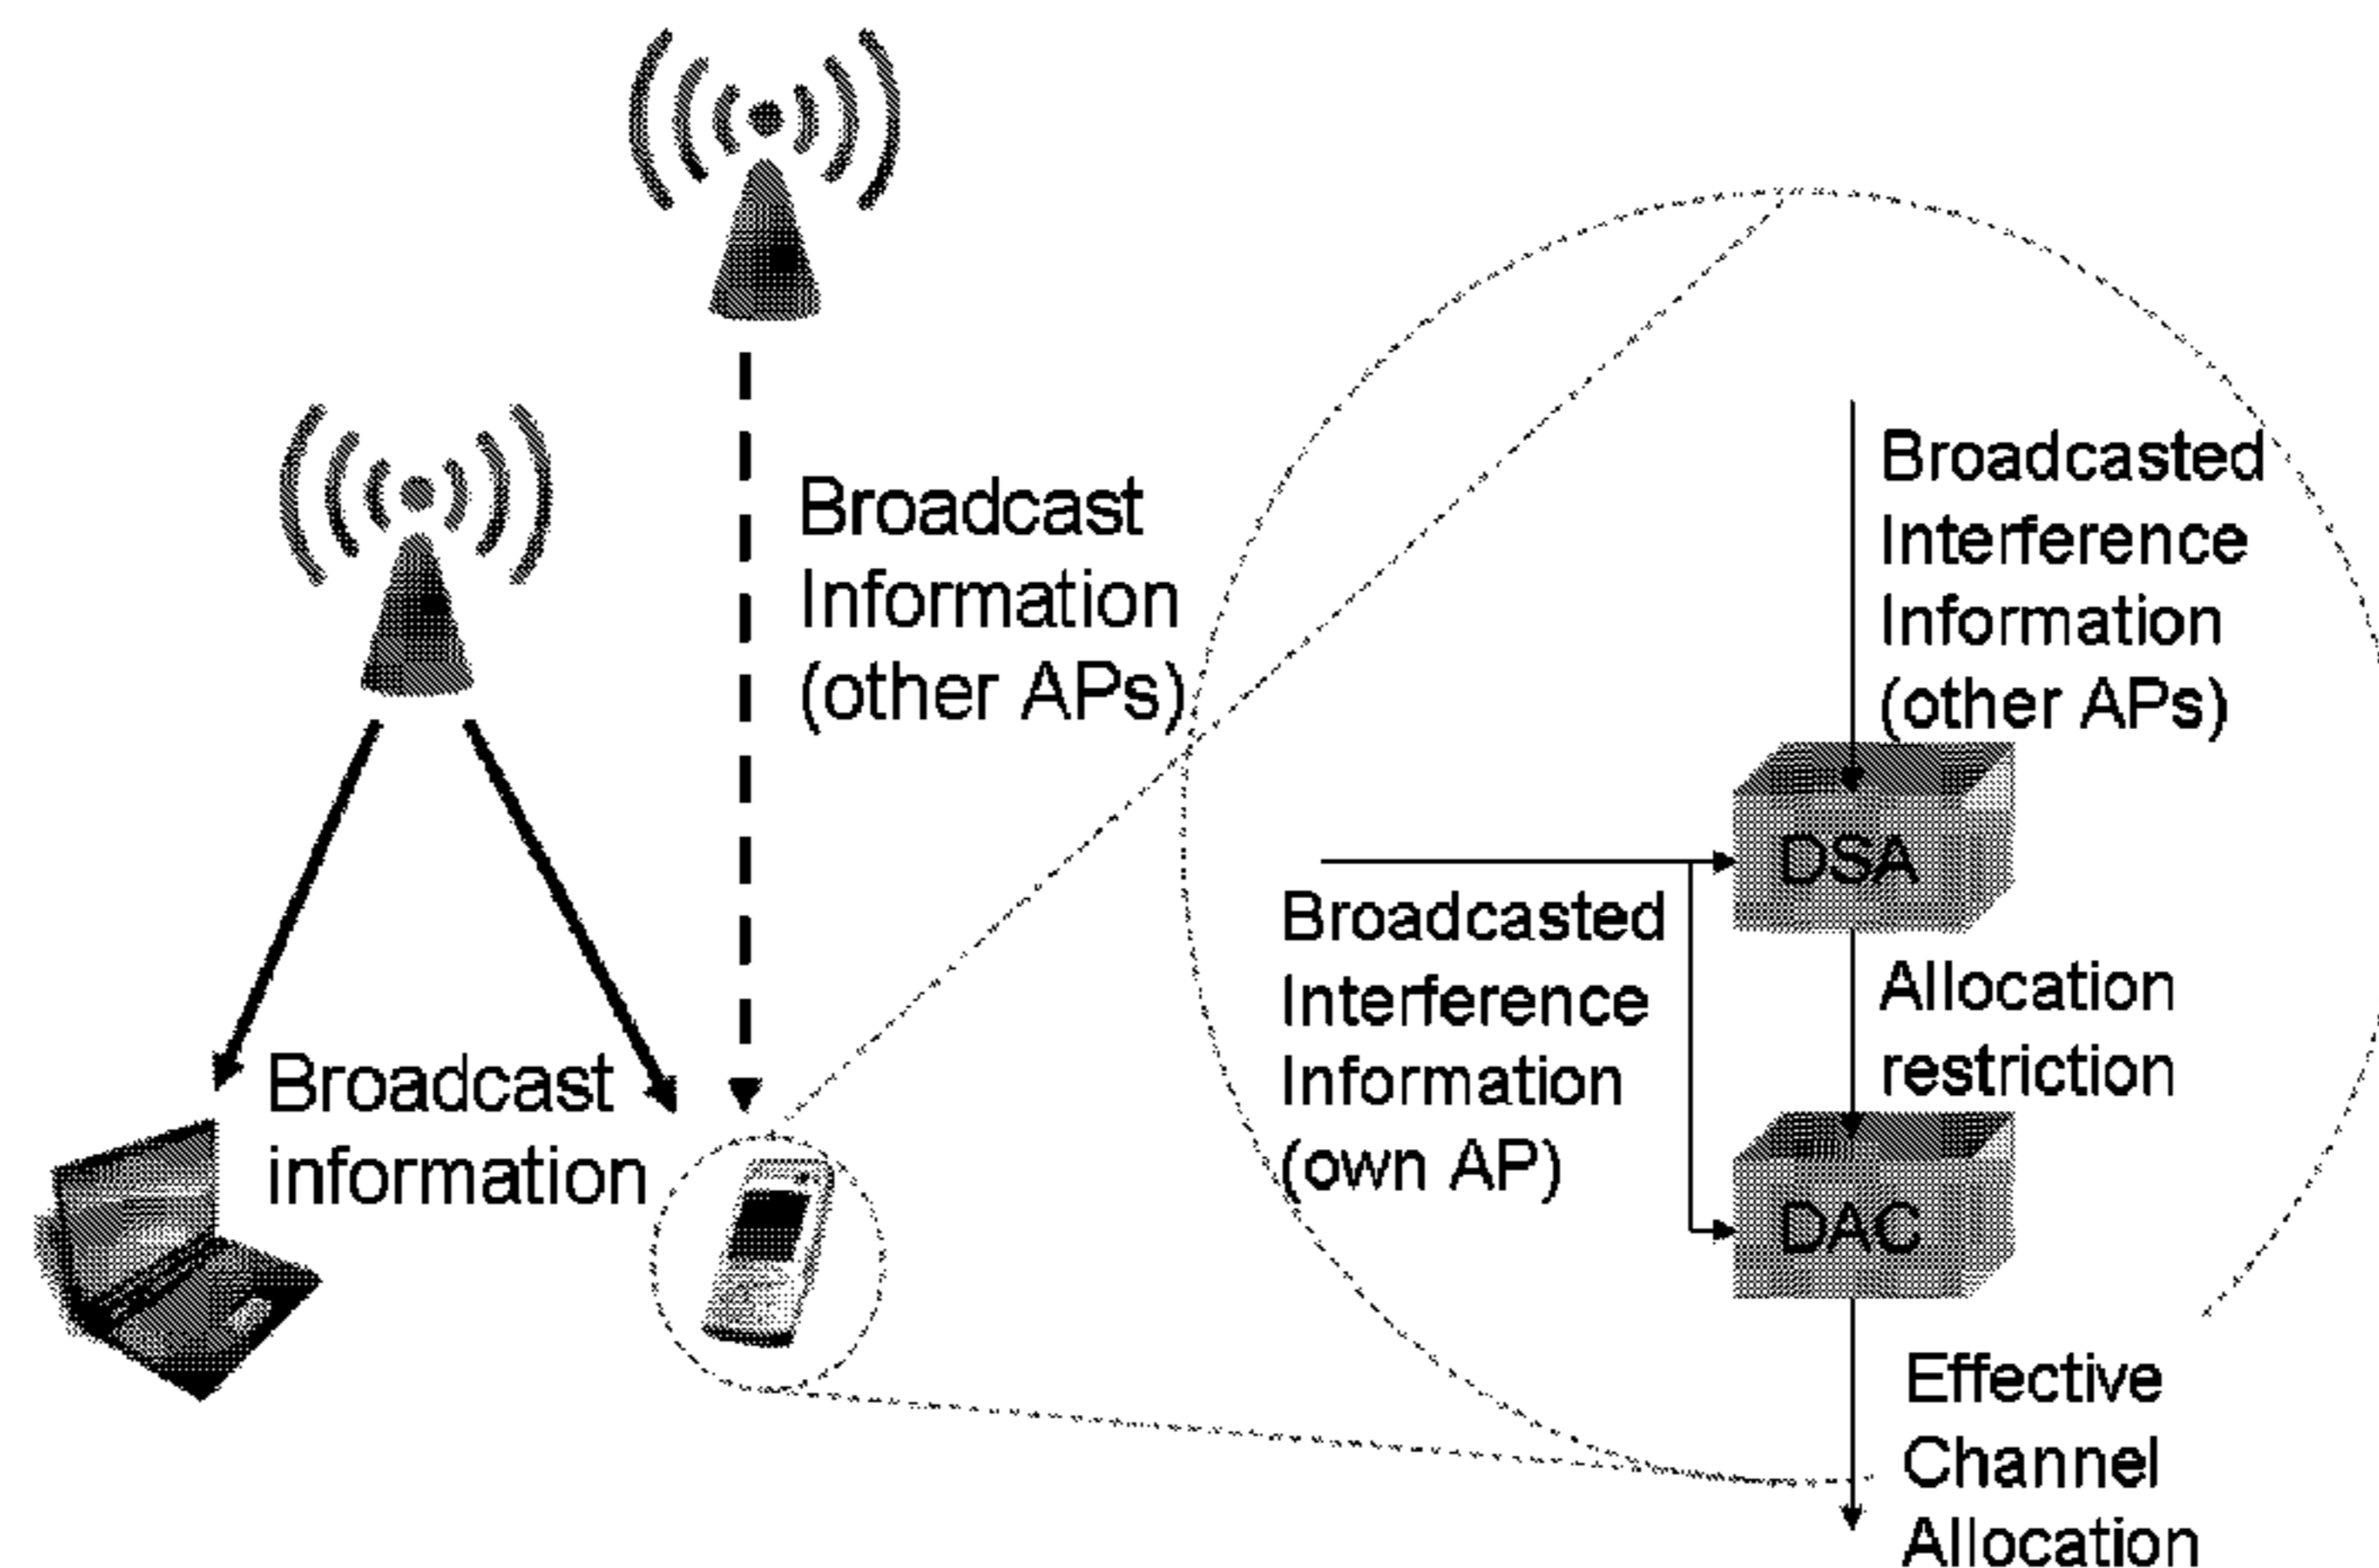 Broadcast
Information
(other APs)
Broadcast
information
Broadcasted
Interference
Information
(other APs)
DSA
Broadcasted
Interference
Information
(own AP)
Allocation
restriction
DAC
Effective
Channel
Allocation